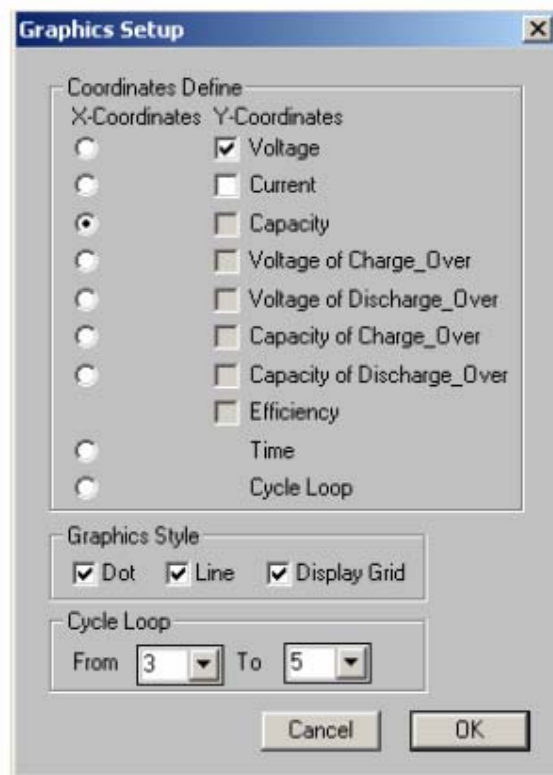 Graphics Setup
Coordinates Define
X-Coordinates Y-Coordinates
Voltage
Current
Capacity
Voltage of Charge_Over
Voltage of Discharge_Over
Capacity of Charge_Over
Capacity of Discharge_Over
Efficiency
Time
Cycle Loop
Graphics Style
Dot Line Display Grid
Cycle Loop
From 3 To 5
Cancel OK